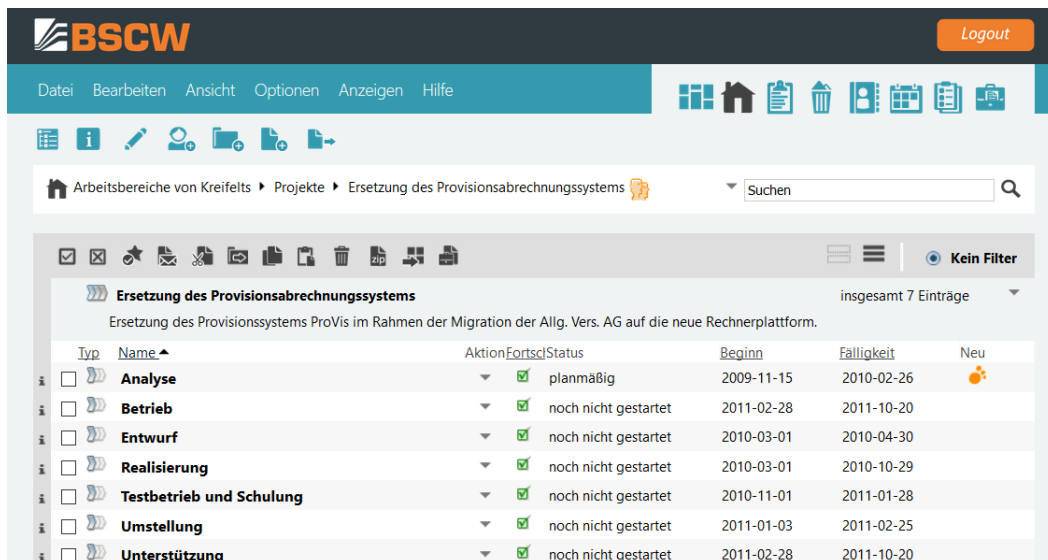 BSCW
Logout
Datei Bearbeiten Ansicht Optionen Anzeigen Hilfe
Arbeitsbereiche von Kreifelts Projekte Ersetzung des Provisionsabrechnungssystems Suchen
zip Kein Filter
Ersetzung des Provisionsabrechnungssystems insgesamt 7 Einträge
Ersetzung des Provisionssystems ProVis im Rahmen der Migration der Allg. Vers. AG auf die neue Rechnerplattform.
Typ Name Aktion Fortscl Status Beginn Fälligkeit Neu
Analyse planmäßig 2009-11-15 2010-02-26
Betrieb noch nicht gestartet 2011-02-28 2011-10-20
Entwurf noch nicht gestartet 2010-03-01 2010-04-30
Realisierung noch nicht gestartet 2010-03-01 2010-10-29
Testbetrieb und Schulung noch nicht gestartet 2010-11-01 2011-01-28
Umstellung noch nicht gestartet 2011-01-03 2011-02-25
Unterstützung noch nicht gestartet 2011-02-28 2011-10-20